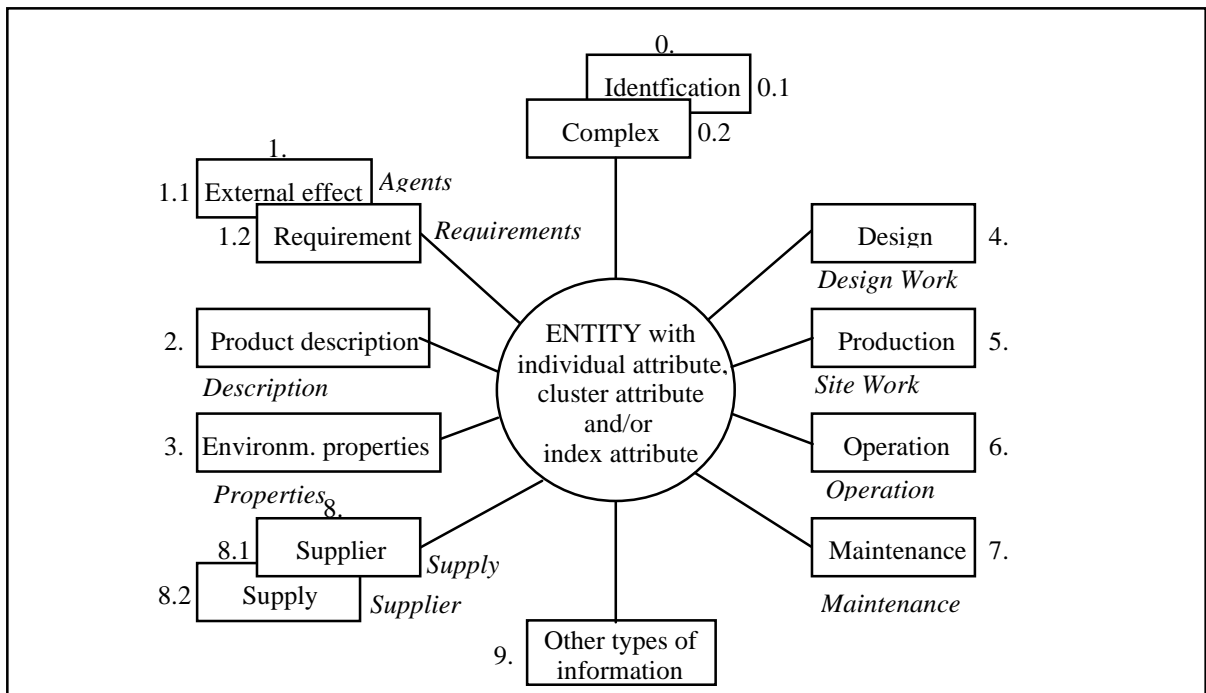 0.
Identfication 0.1
Complex 0.2
1.
1.1 External effect Agents
1.2 Requirement Requirements
Design 4.
Design Work
2. Product description
Description
Production 5.
Site Work
ENTITY with
individual attribute,
cluster attribute
and/or
index attribute
3. Environm. properties
Properties
Operation 6.
Operation
8.
8.1 Supplier Supply
8.2 Supply Supplier
Maintenance 7.
Maintenance
9. Other types of
information